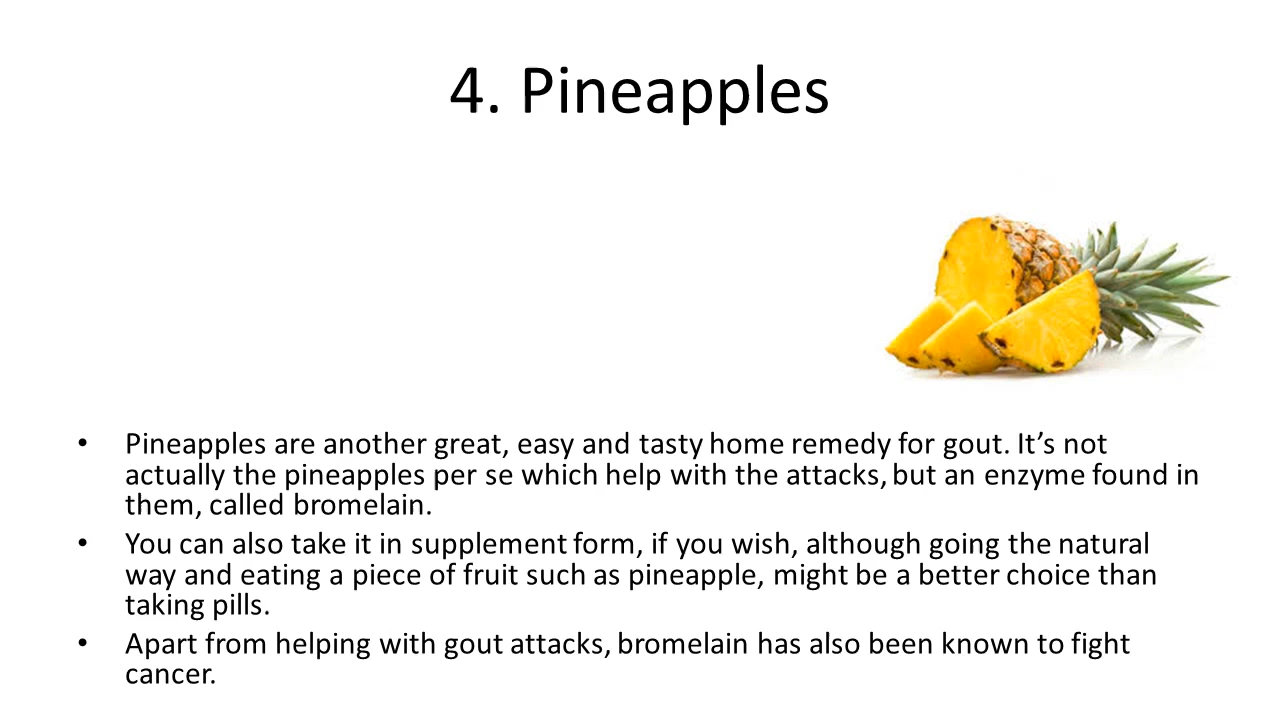 4. Pineapples
• Pineapples are another great, easy and tasty home remedy for gout. It’s not
actually the pineapples per se which help with the attacks, but an enzyme found in
them, called bromelain.
• You can also take it in supplement form, if you wish, although going the natural
way and eating a piece of fruit such as pineapple, might be a better choice than
taking pills.
• Apart from helping with gout attacks, bromelain has also been known to fight
cancer.